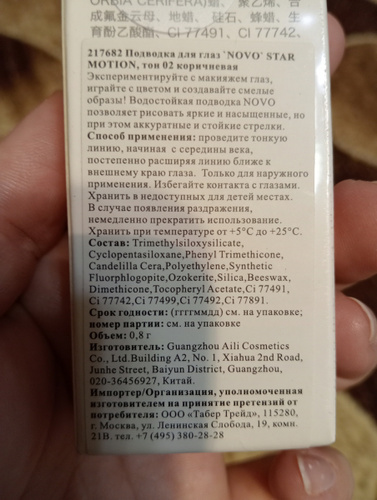 ORBIA CERIFERA)蜡、聚乙烯、合
成氟金云母、地蜡、硅石、蜂蜡、生
育酚乙酸酯、CI 77491、CI 77742、
217682 Подводка для глаз `NOVO` STAR
MOTION, тон 02 коричневая
Экспериментируйте с макияжем глаз,
играйте с цветом и создавайте смелые
образы! Водостойкая подводка NOVO
позволяет рисовать яркие и насыщенные, но
при этом аккуратные и стойкие стрелки.
Способ применения: проведите тонкую
линию, начиная с середины века,
постепенно расширяя линию ближе к
внешнему краю глаза. Только для наружного
применения. Избегайте контакта с глазами.
Хранить в недоступных для детей местах.
В случае появления раздражения,
немедленно прекратить использование.
Хранить при температуре от +5°С до +25°С.
Состав: Trimethylsiloxysilicate,
Cyclopentasiloxane,Phenyl Trimethicone,
Candelilla Cera,Polyethylene,Synthetic
Fluorphlogopite,Ozokerite,Silica,Beeswax,
Dimethicone,Tocopheryl Acetate,Ci 77491,
Ci 77742,Ci 77499,Ci 77492,Ci 77891.
Срок годности: (ггггммдд) см. на упаковке;
номер партии: см. на упаковке
Объем: 0,8 г
Изготовитель: Guangzhou Aili Cosmetics
Co., Ltd.Building A2, No. 1, Xiahua 2nd Road,
Junhe Street, Baiyun District, Guangzhou,
020-36456927, Китай.
Импортер/Организация, уполномоченная
изготовителем на принятие претензий от
потребителя: ООО «Табер Трейд», 115280,
г. Москва, ул. Ленинская Слобода, 19, комн.
21В. тел. +7 (495) 380-28-28